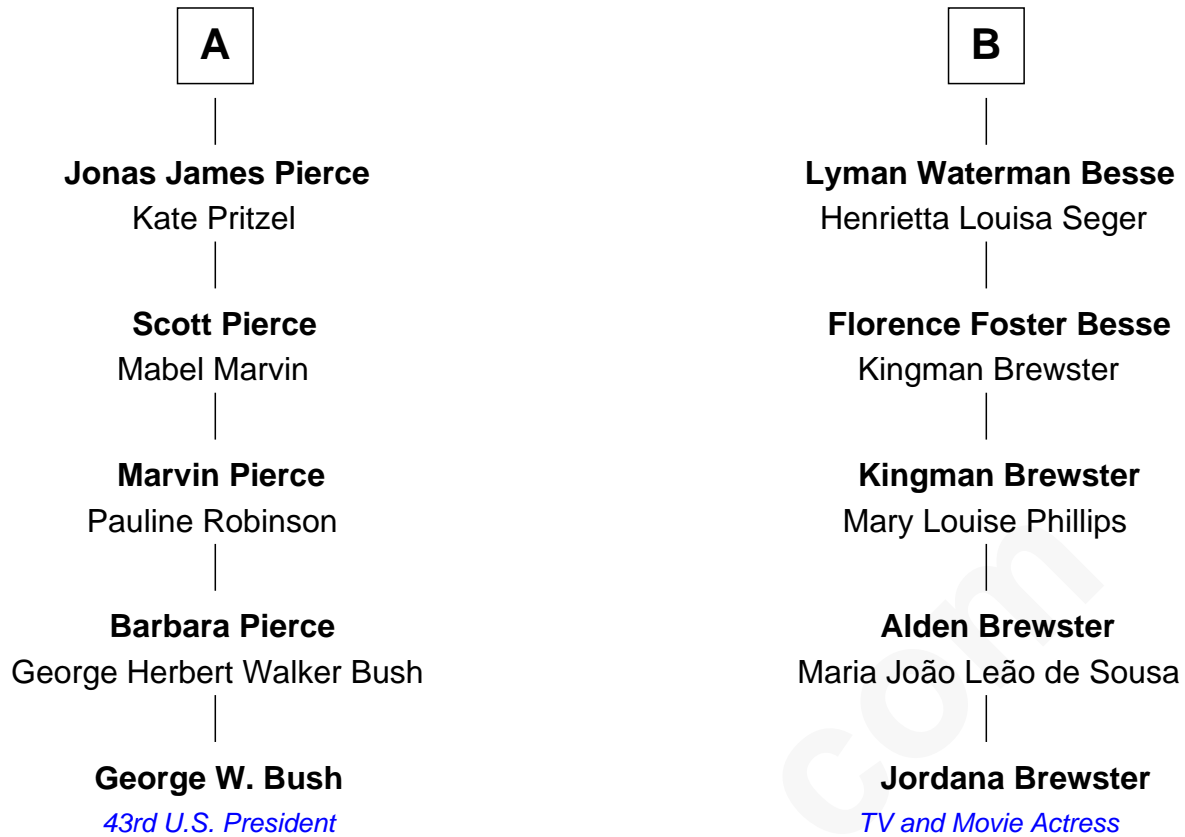 A
Jonas James Pierce
Kate Pritzel
Scott Pierce
Mabel Marvin
Marvin Pierce
Pauline Robinson
Barbara Pierce
George Herbert Walker Bush
George W. Bush
43rd U.S. President
B
Lyman Waterman Besse
Henrietta Louisa Seger
Florence Foster Besse
Kingman Brewster
Kingman Brewster
Mary Louise Phillips
Alden Brewster
Maria João Leão de Sousa
Jordana Brewster
TV and Movie Actress
com